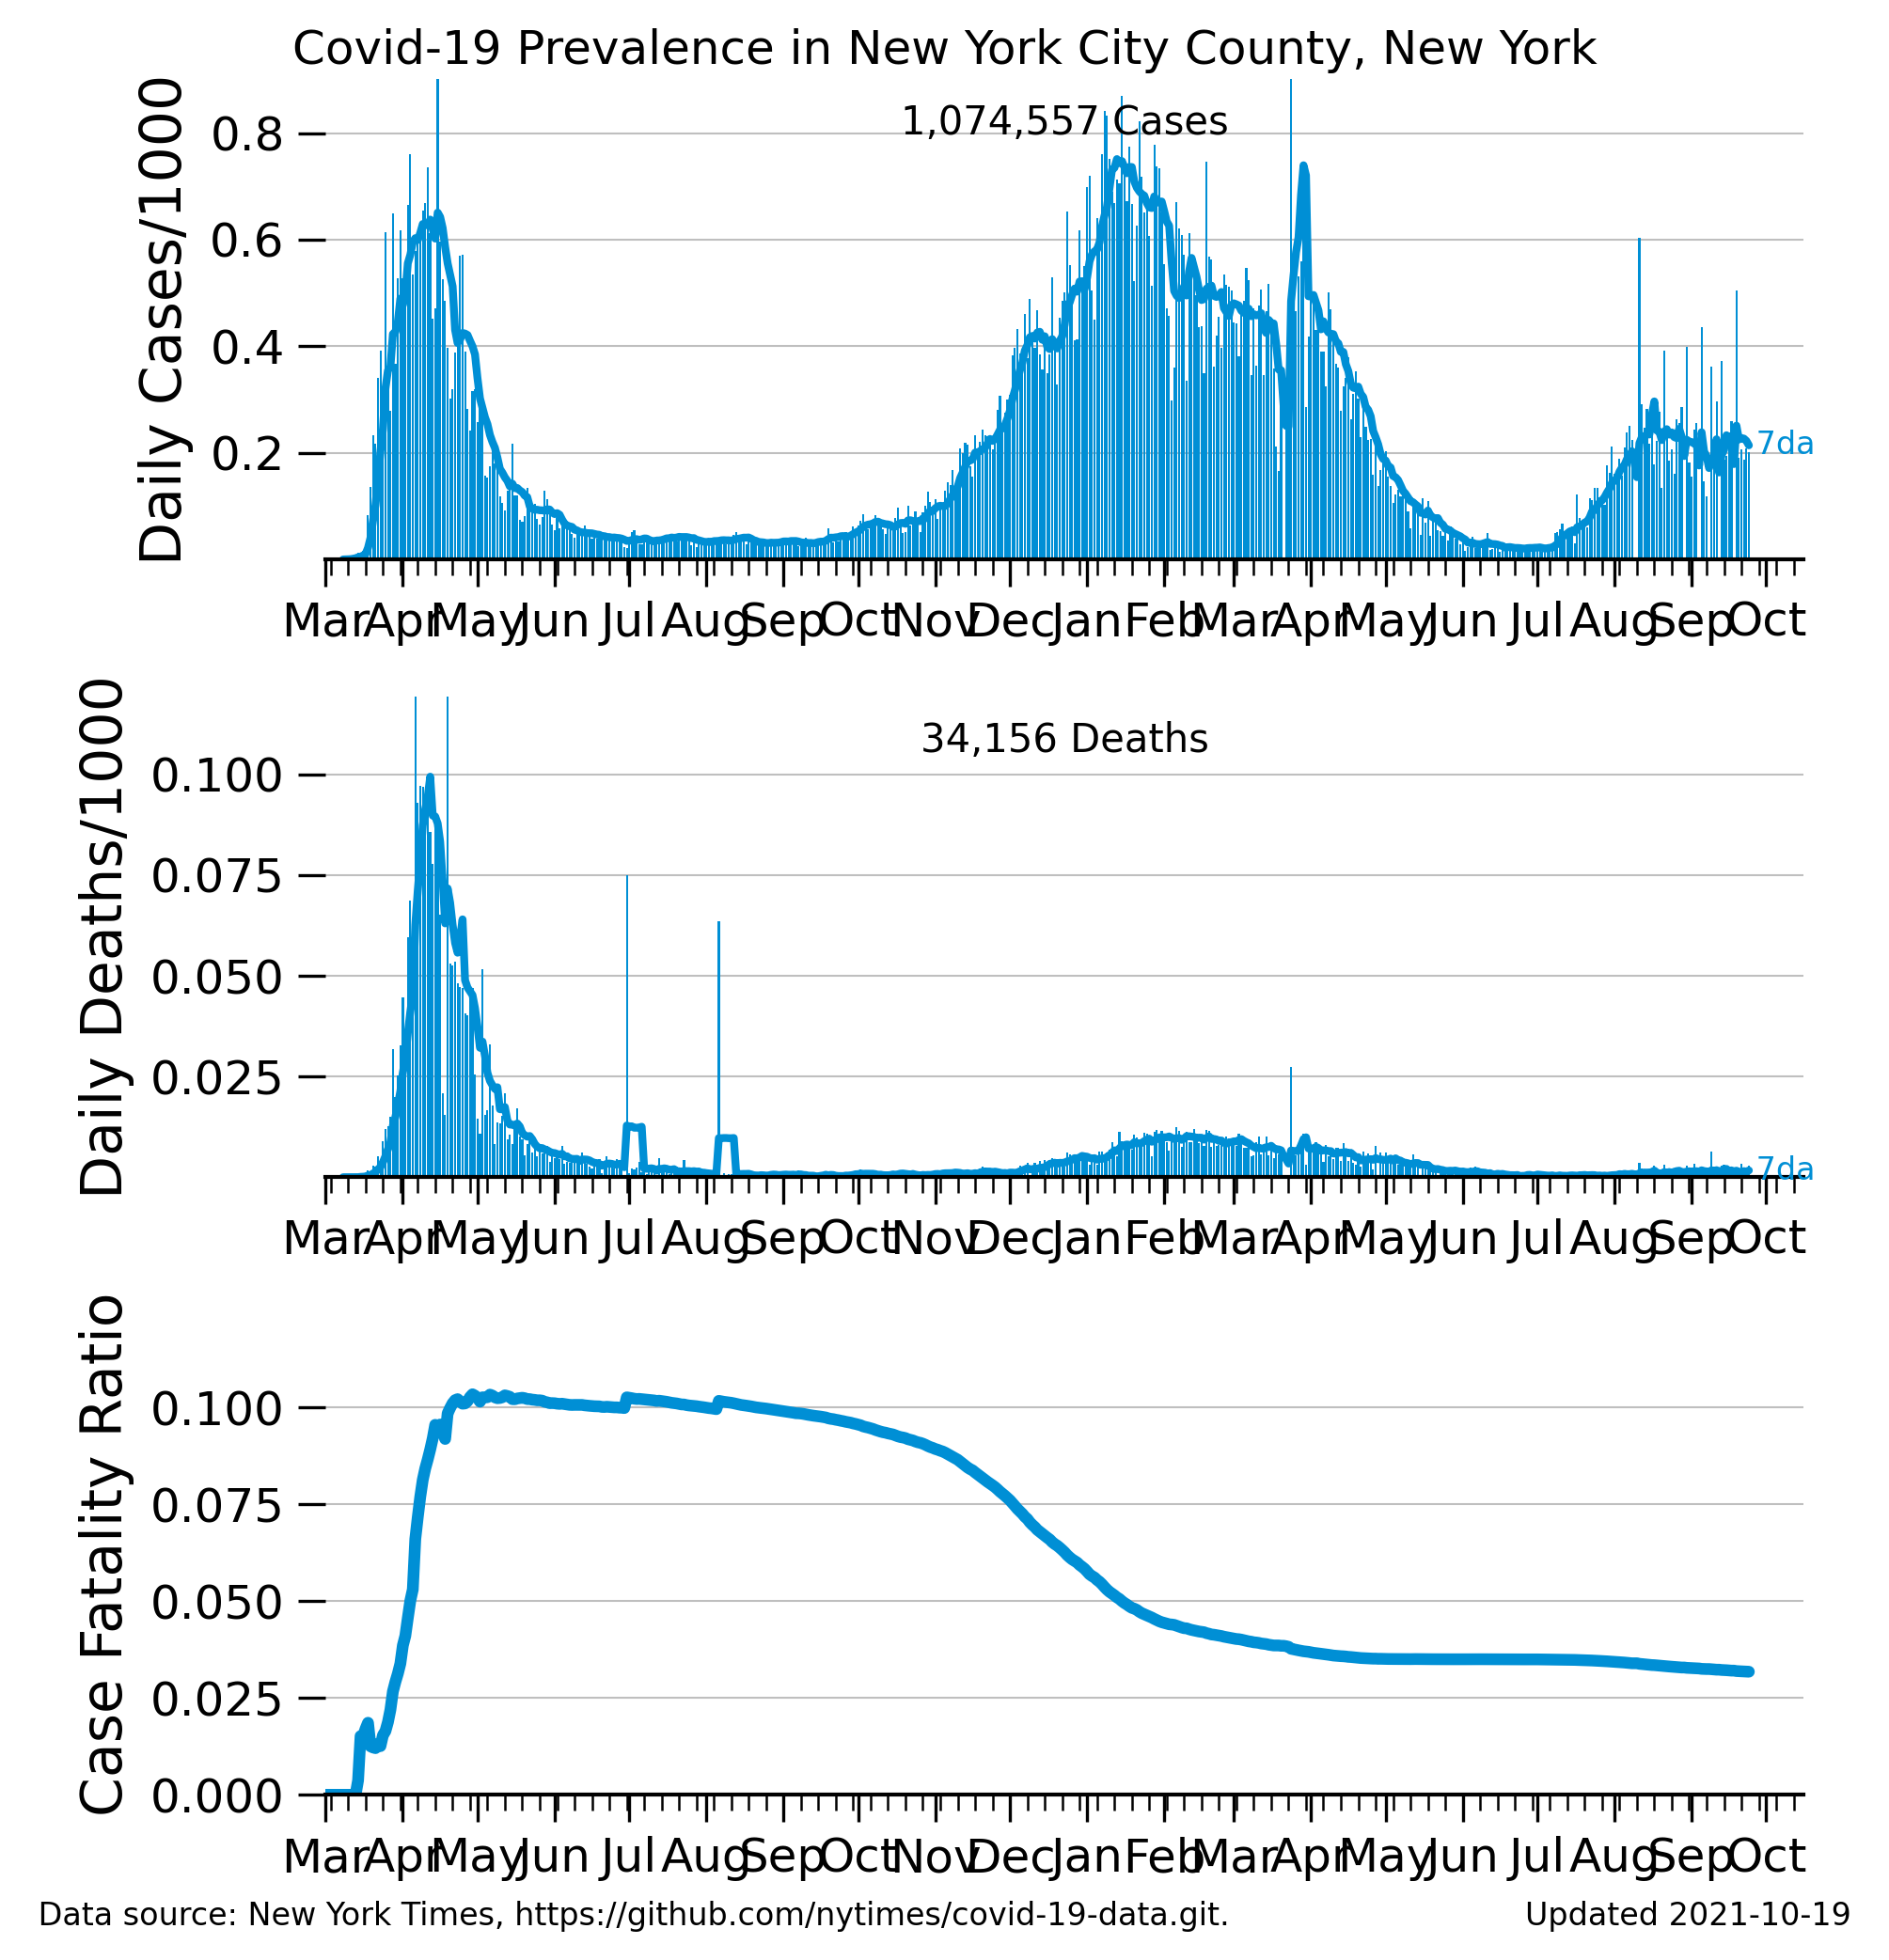 Covid-19 Prevalence in New York City County, New York
Daily Cases/1000
0.8
0.6
0.4
0.2
1,074,557 Cases
7da
Mar Apr May Jun Jul Aug Sep Oct Nov Dec Jan Feb Mar Apr May Jun Jul Aug Sep Oct
Daily Deaths/1000
0.100
0.075
0.050
0.025
34,156 Deaths
7da
Mar Apr May Jun Jul Aug Sep Oct Nov Dec Jan Feb Mar Apr May Jun Jul Aug Sep Oct
Case Fatality Ratio
0.100
0.075
0.050
0.025
0.000
Mar Apr May Jun Jul Aug Sep Oct Nov Dec Jan Feb Mar Apr May Jun Jul Aug Sep Oct
Data source: New York Times, https://github.com/nytimes/covid-19-data.git.
Updated 2021-10-19